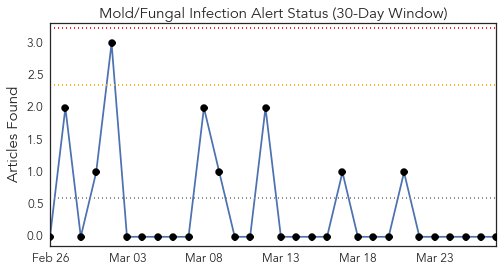 Mold/Fungal Infection Alert Status (30-Day Window)
Articles Found
3.0
2.5
2.0
1.5
1.0
0.5
0.0
Feb 26 Mar 03 Mar 08 Mar 13 Mar 18 Mar 23